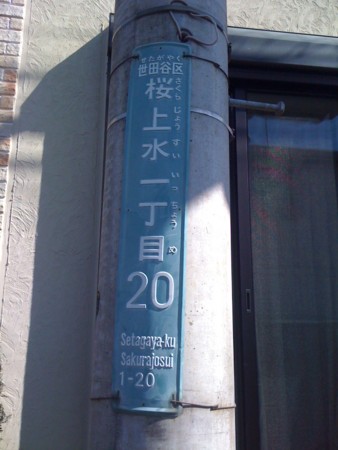 せたがやく
世田谷区
桜上水一丁目
さくらじょうすいいっちょうめ
20
Setagaya-ku
Sakurajosui
1-20